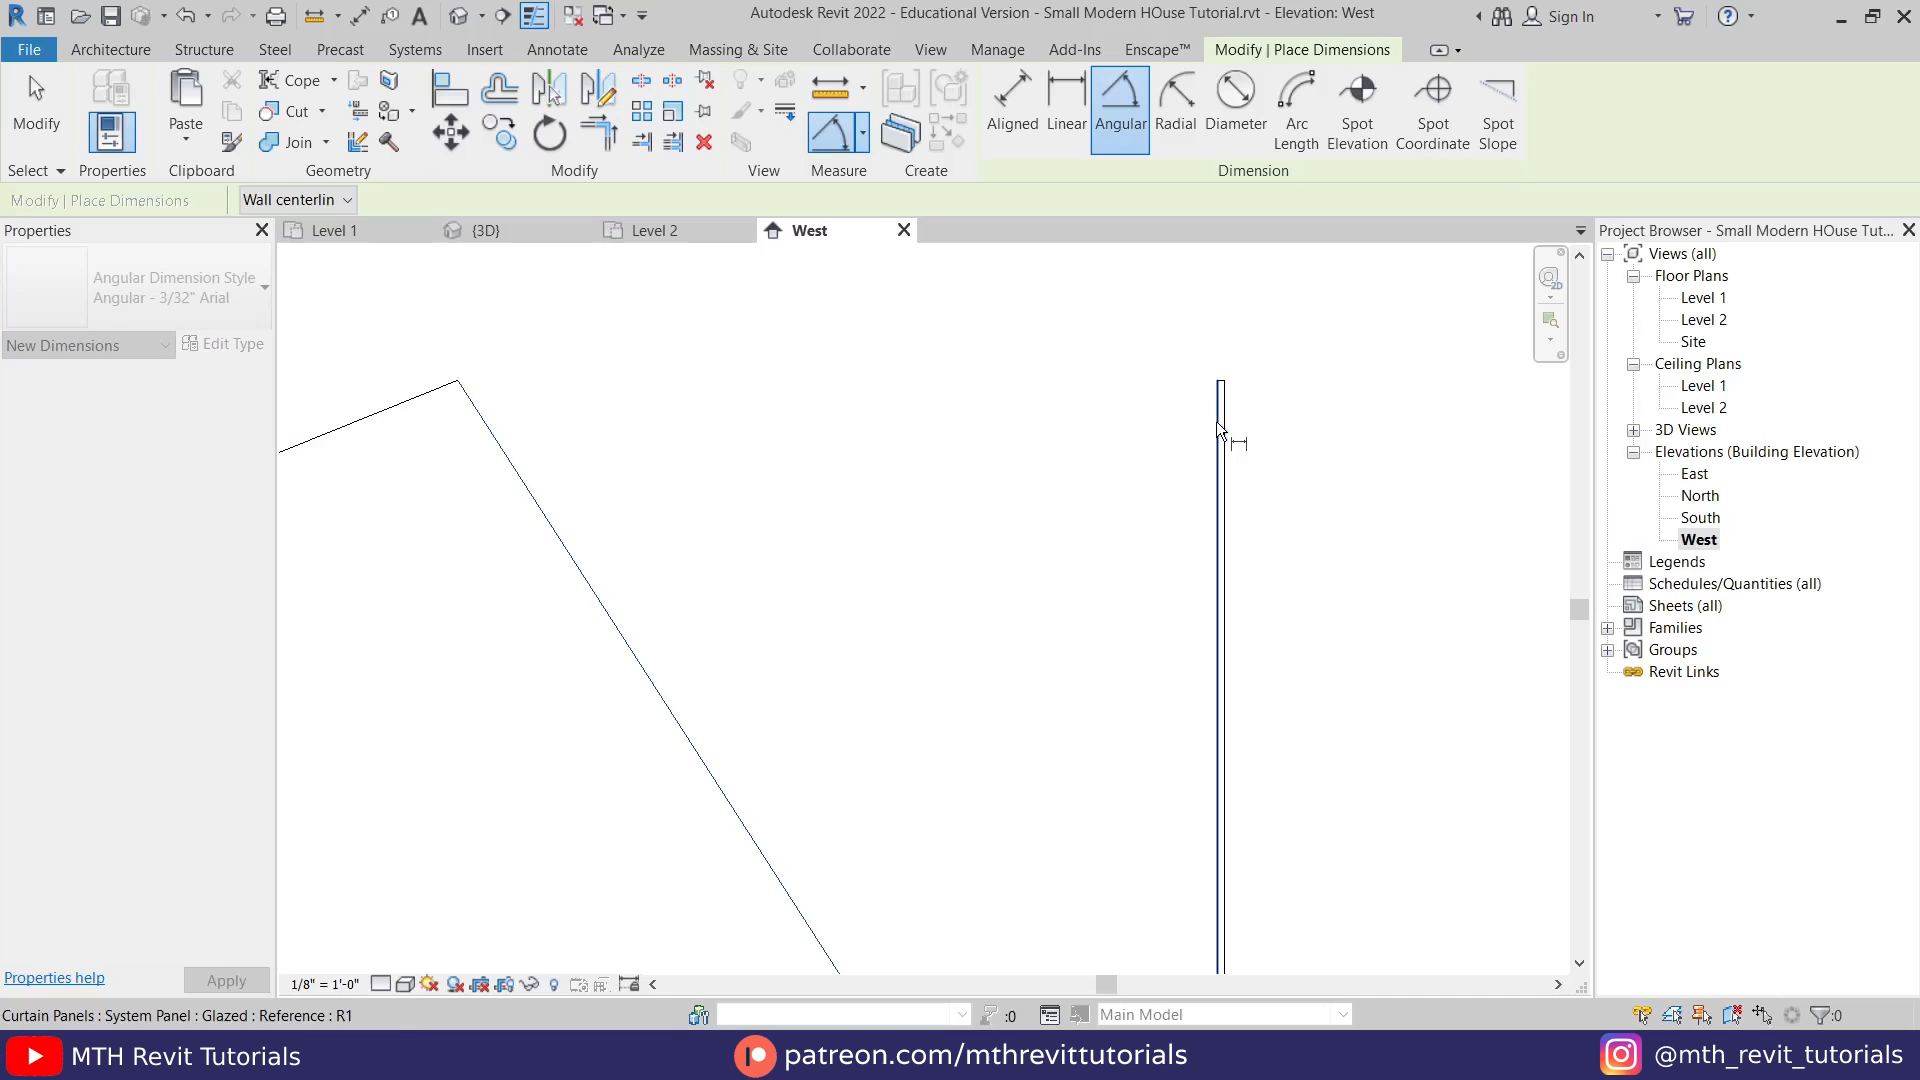 Autodesk Revit 2022 - Educational Version - Small Modern HOuse Tutorial.rvt - Elevation: West
Sign In
File
Architecture
Structure
Steel
Precast
Systems
Insert
Annotate
Analyze
Massing & Site
Collaborate
View
Manage
Add-Ins
Enscape™
Modify | Place Dimensions
Modify
Paste
Cope
Cut
Join
Aligned
Linear
Angular
Radial
Diameter
Arc
Length
Spot
Elevation
Spot
Coordinate
Spot
Slope
Select
Properties
Clipboard
Geometry
Modify
View
Measure
Create
Dimension
Modify | Place Dimensions
Wall centerlin
Properties
Level 1
{3D}
Level 2
West
Project Browser - Small Modern HOuse Tut...
Angular Dimension Style
Angular - 3/32" Arial
New Dimensions
Edit Type
2D
Views (all)
Floor Plans
Level 1
Level 2
Site
Ceiling Plans
Level 1
Level 2
3D Views
Elevations (Building Elevation)
East
North
South
West
Legends
Schedules/Quantities (all)
Sheets (all)
Families
Groups
Revit Links
Properties help
Apply
1/8" = 1'-0"
Curtain Panels : System Panel : Glazed : Reference : R1
:0
Main Model
:0
MTH Revit Tutorials
patreon.com/mthrevittutorials
@mth_revit_tutorials